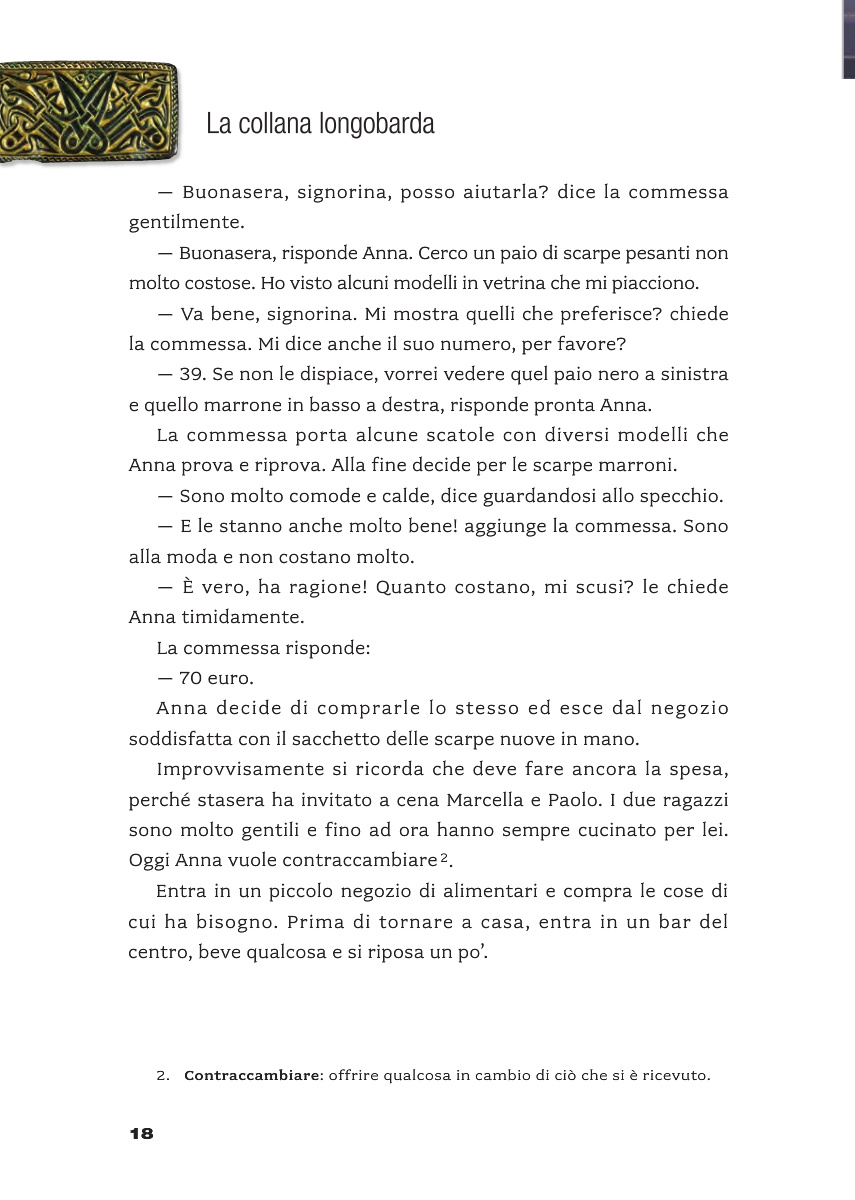 La collana longobarda
— Buonasera, signorina, posso aiutarla? dice la commessa
gentilmente.
— Buonasera, risponde Anna. Cerco un paio di scarpe pesanti non
molto costose. Ho visto alcuni modelli in vetrina che mi piacciono.
— Va bene, signorina. Mi mostra quelli che preferisce? chiede
la commessa. Mi dice anche il suo numero, per favore?
— 39. Se non le dispiace, vorrei vedere quel paio nero a sinistra
e quello marrone in basso a destra, risponde pronta Anna.
La commessa porta alcune scatole con diversi modelli che
Anna prova e riprova. Alla fine decide per le scarpe marroni.
— Sono molto comode e calde, dice guardandosi allo specchio.
— E le stanno anche molto bene! aggiunge la commessa. Sono
alla moda e non costano molto.
— È vero, ha ragione! Quanto costano, mi scusi? le chiede
Anna timidamente.
La commessa risponde:
— 70 euro.
Anna decide di comprarle lo stesso ed esce dal negozio
soddisfatta con il sacchetto delle scarpe nuove in mano.
Improvvisamente si ricorda che deve fare ancora la spesa,
perché stasera ha invitato a cena Marcella e Paolo. I due ragazzi
sono molto gentili e fino ad ora hanno sempre cucinato per lei.
Oggi Anna vuole contraccambiare2.
Entra in un piccolo negozio di alimentari e compra le cose di
cui ha bisogno. Prima di tornare a casa, entra in un bar del
centro, beve qualcosa e si riposa un po’.
2. Contraccambiare: offrire qualcosa in cambio di ciò che si è ricevuto.
18